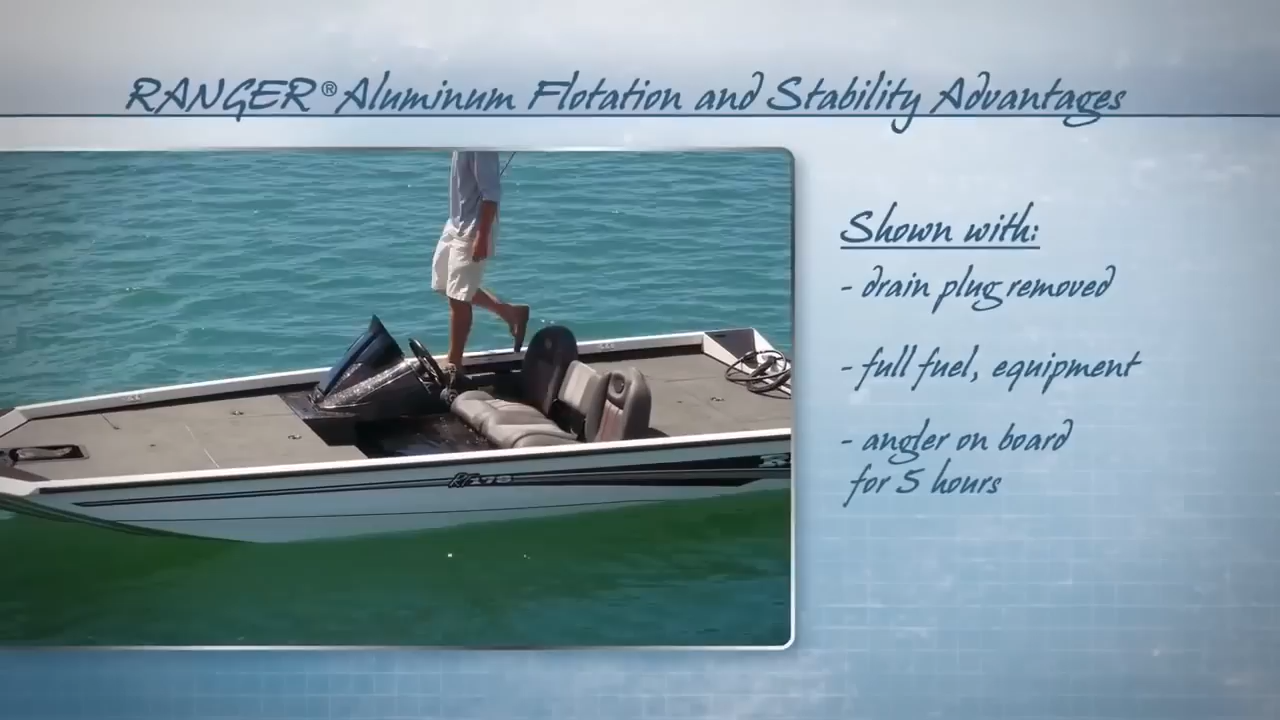 RANGER® Aluminum Flotation and Stability Advantages
Shown with:
- drain plug removed
- full fuel, equipment
- angler on board
for 5 hours